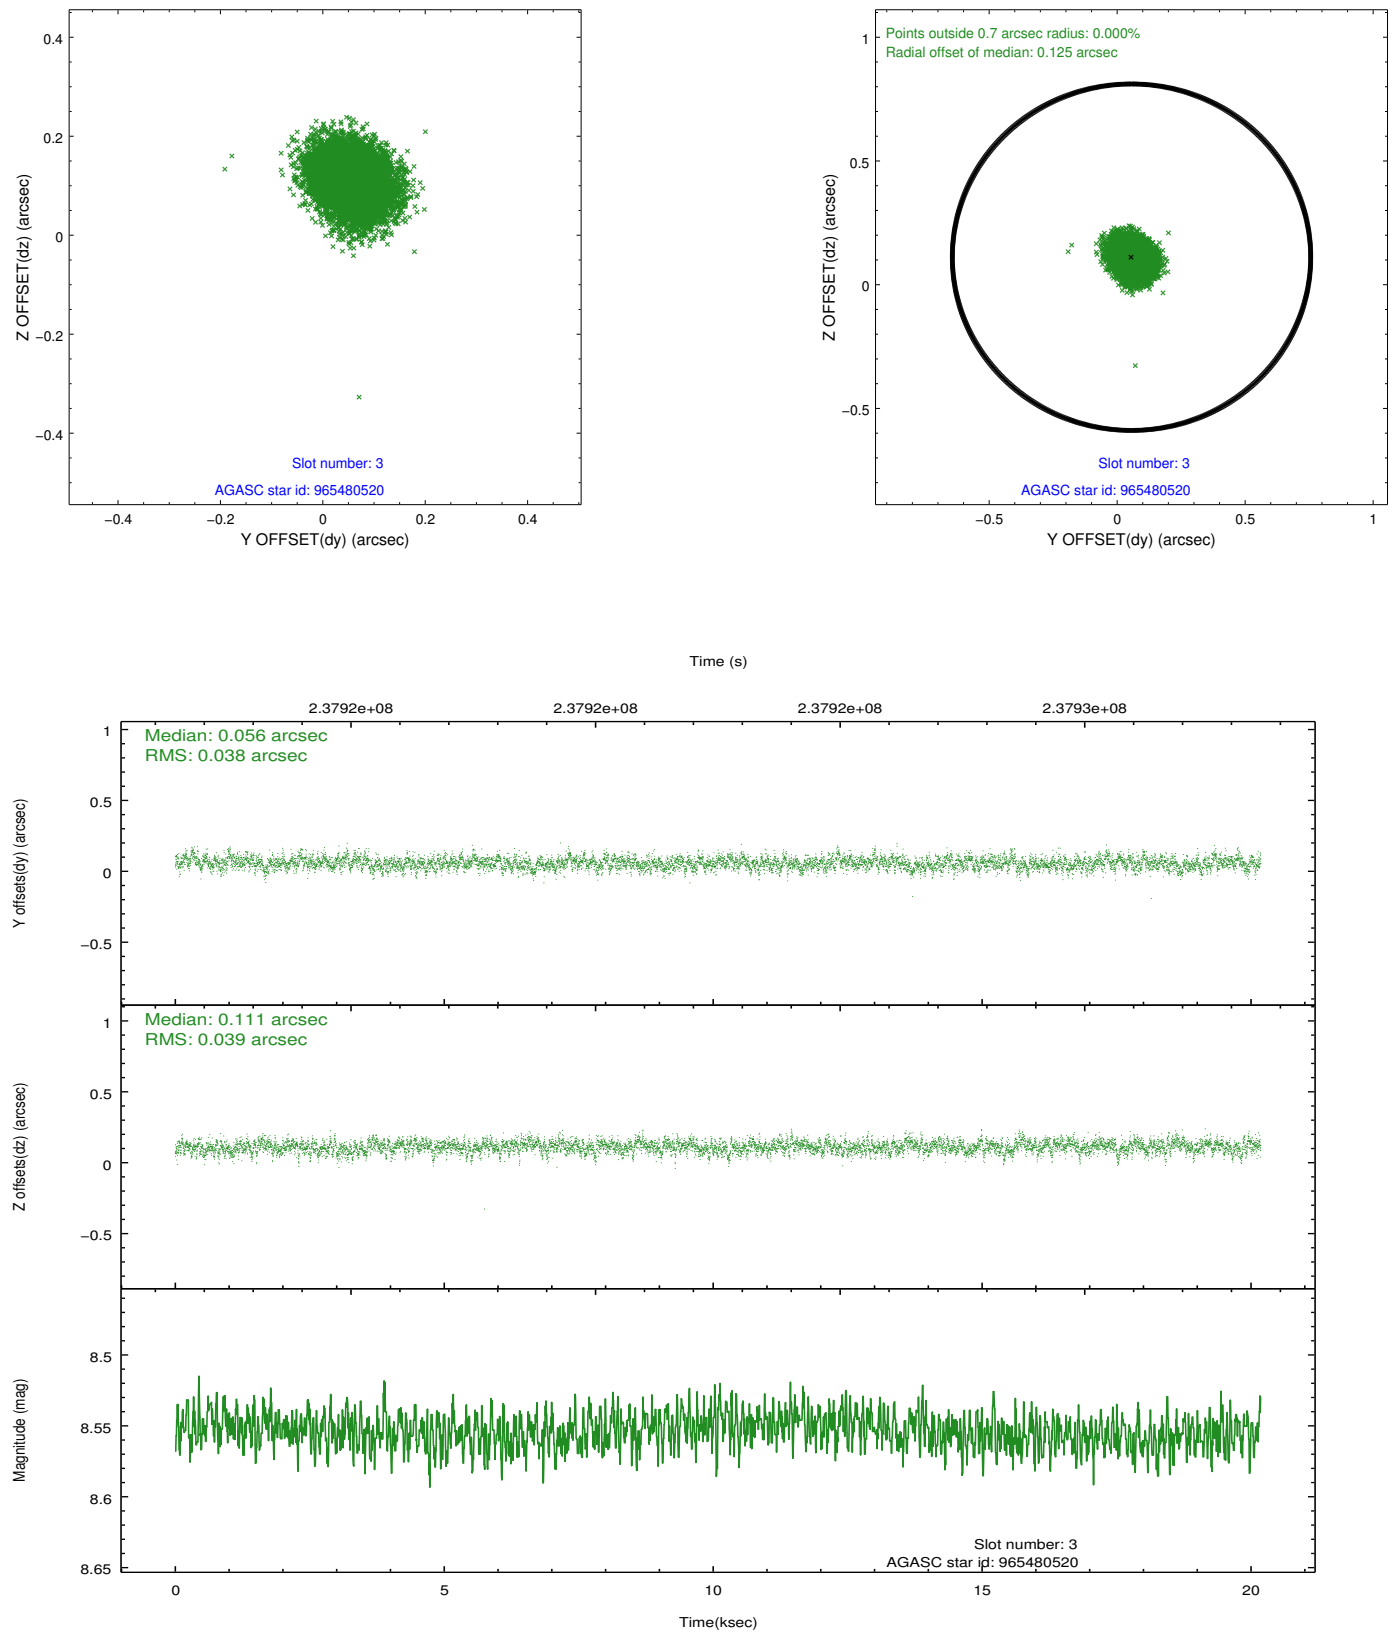 0.4
0.2
0
−0.2
−0.4
Z OFFSET(dz) (arcsec)
Slot number: 3
AGASC star id: 965480520
−0.4
−0.2
0
0.2
0.4
Y OFFSET(dy) (arcsec)
Points outside 0.7 arcsec radius: 0.000%
Radial offset of median: 0.125 arcsec
1
0.5
0
−0.5
Z OFFSET(dz) (arcsec)
Slot number: 3
AGASC star id: 965480520
−0.5
0
0.5
1
Y OFFSET(dy) (arcsec)
Time (s)
2.3792e+08
2.3792e+08
2.3792e+08
2.3793e+08
Median: 0.056 arcsec
RMS: 0.038 arcsec
1
0.5
0
−0.5
Y offsets(dy) (arcsec)
Median: 0.111 arcsec
RMS: 0.039 arcsec
1
0.5
0
−0.5
Z offsets(dz) (arcsec)
8.5
8.55
8.6
8.65
Magnitude (mag)
Slot number: 3
AGASC star id: 965480520
0
5
10
15
20
Time(ksec)